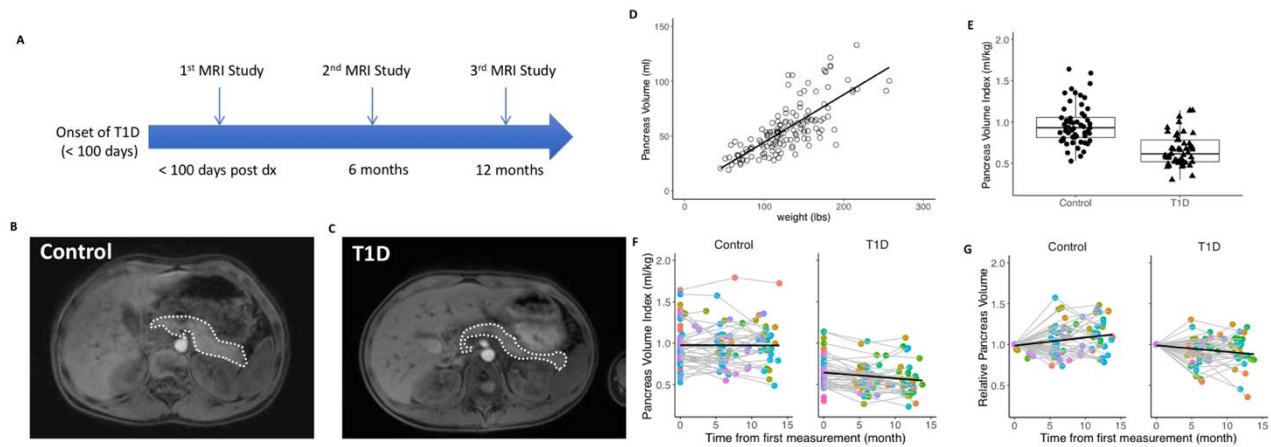 A
1st MRI Study
2nd MRI Study
3rd MRI Study
Onset of T1D
(< 100 days)
< 100 days post dx
6 months
12 months
B
Control
C
T1D
D
Pancreas Volume (ml)
150
100
50
0
0 100 200 300
weight (lbs)
E
Pancreas Volume Index (ml/kg)
2.0
1.5
1.0
0.5
Control T1D
F
Control T1D
Pancreas Volume Index (ml/kg)
2.0
1.5
1.0
0.5
0 5 10 15 0 5 10 15
Time from first measurement (month)
G
Control T1D
Relative Pancreas Volume
2.0
1.5
1.0
0.5
0 5 10 15 0 5 10 15
Time from first measurement (month)